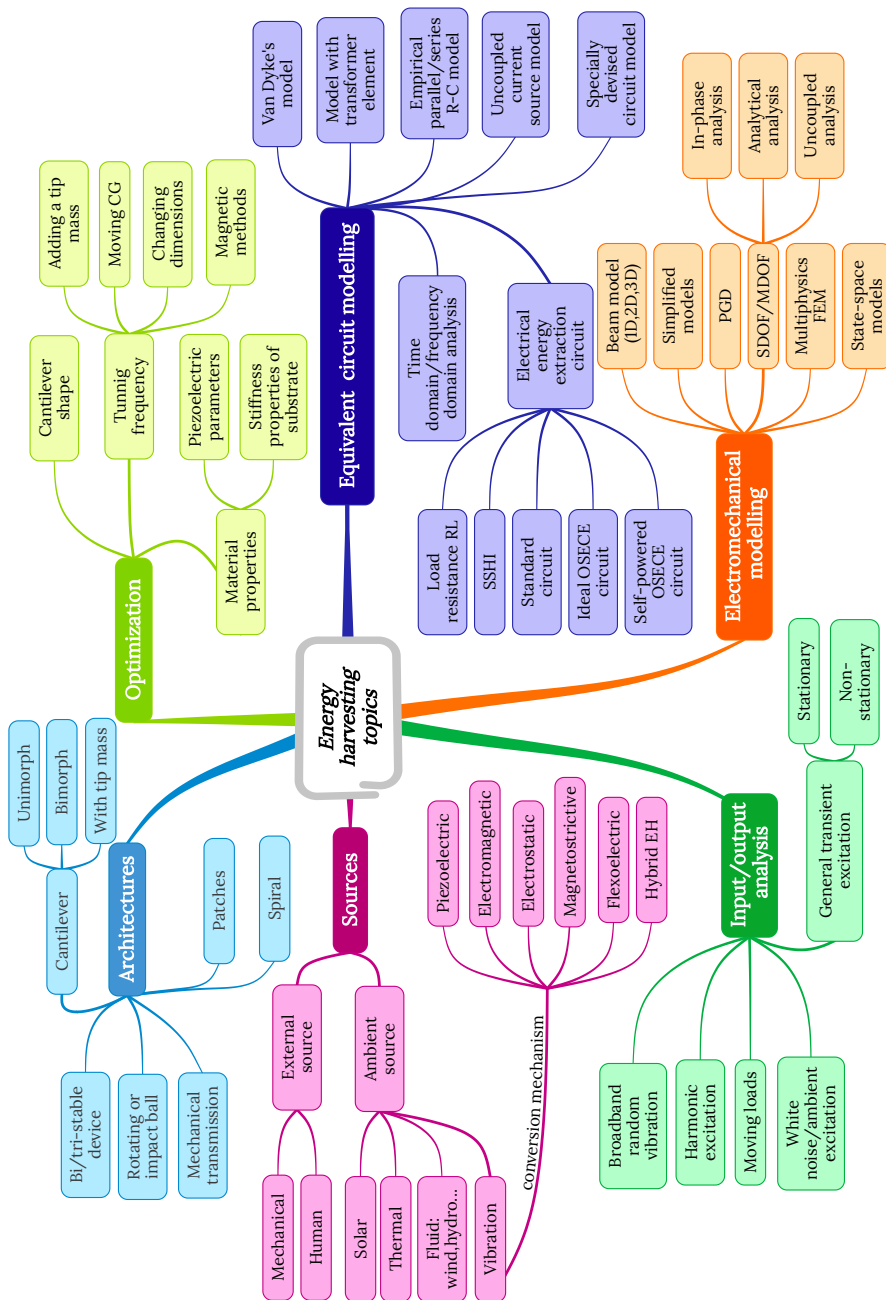 Energy
harvesting
topics
Architectures
Cantilever
Unimorph
Bimorph
With tip mass
Patches
Spiral
Bi/tri-stable
device
Rotating or
impact ball
Mechanical
transmission
Optimization
Cantilever
shape
Tunnig
frequency
Adding a tip
mass
Moving CG
Changing
dimensions
Magnetic
methods
Material
properties
Piezoelectric
parameters
Stiffness
properties of
substrate
Equivalent circuit modelling
Van Dyke's
model
Model with
transformer
element
Empirical
parallel/series
R-C model
Uncoupled
current
source model
Specially
devised
circuit model
Time
domain/frequency
domain analysis
Electrical
energy
extraction
circuit
Load
resistance RL
SSHI
Standard
circuit
Ideal OSECE
circuit
Self-powered
OSECE
circuit
Electromechanical
modelling
Beam model
(1D,2D,3D)
Simplified
models
PGD
SDOF/MDOF
In-phase
analysis
Analytical
analysis
Uncoupled
analysis
Multiphysics
FEM
State-space
models
Sources
External
source
Mechanical
Human
Ambient
source
Solar
Thermal
Fluid:
wind,hydro...
Vibration
conversion mechanism
Piezoelectric
Electromagnetic
Electrostatic
Magnetostrictive
Flexoelectric
Hybrid EH
Input/output
analysis
Broadband
random
vibration
Harmonic
excitation
Moving loads
White
noise/ambient
excitation
General transient
excitation
Stationary
Non-
stationary